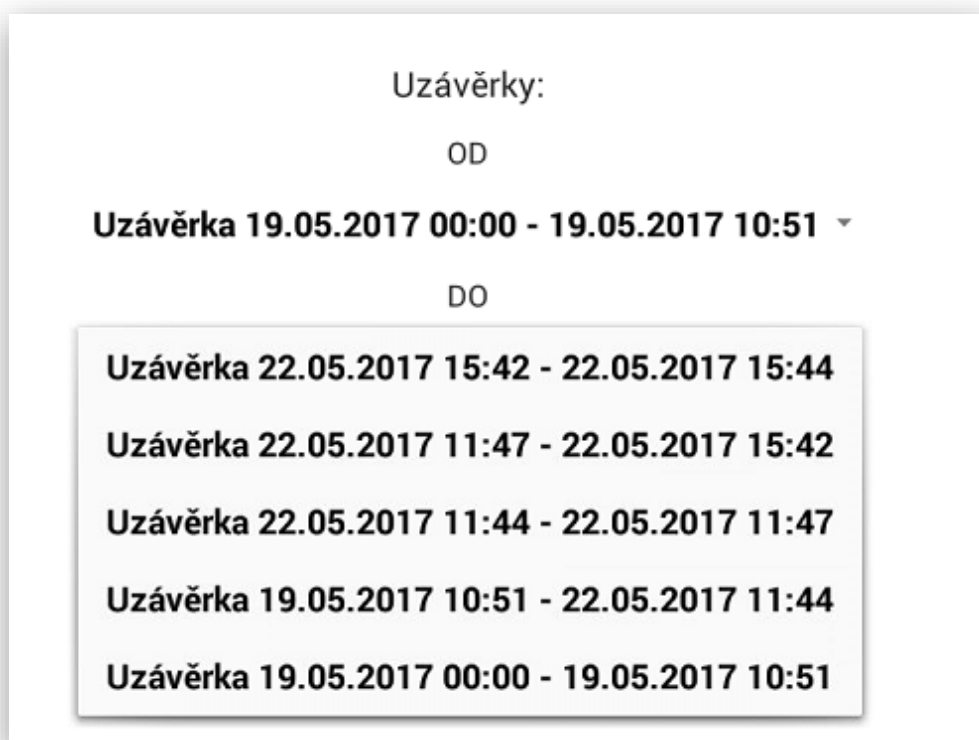 Uzávěrky:
OD
Uzávěrka 19.05.2017 00:00 - 19.05.2017 10:51
DO
Uzávěrka 22.05.2017 15:42 - 22.05.2017 15:44
Uzávěrka 22.05.2017 11:47 - 22.05.2017 15:42
Uzávěrka 22.05.2017 11:44 - 22.05.2017 11:47
Uzávěrka 19.05.2017 10:51 - 22.05.2017 11:44
Uzávěrka 19.05.2017 00:00 - 19.05.2017 10:51